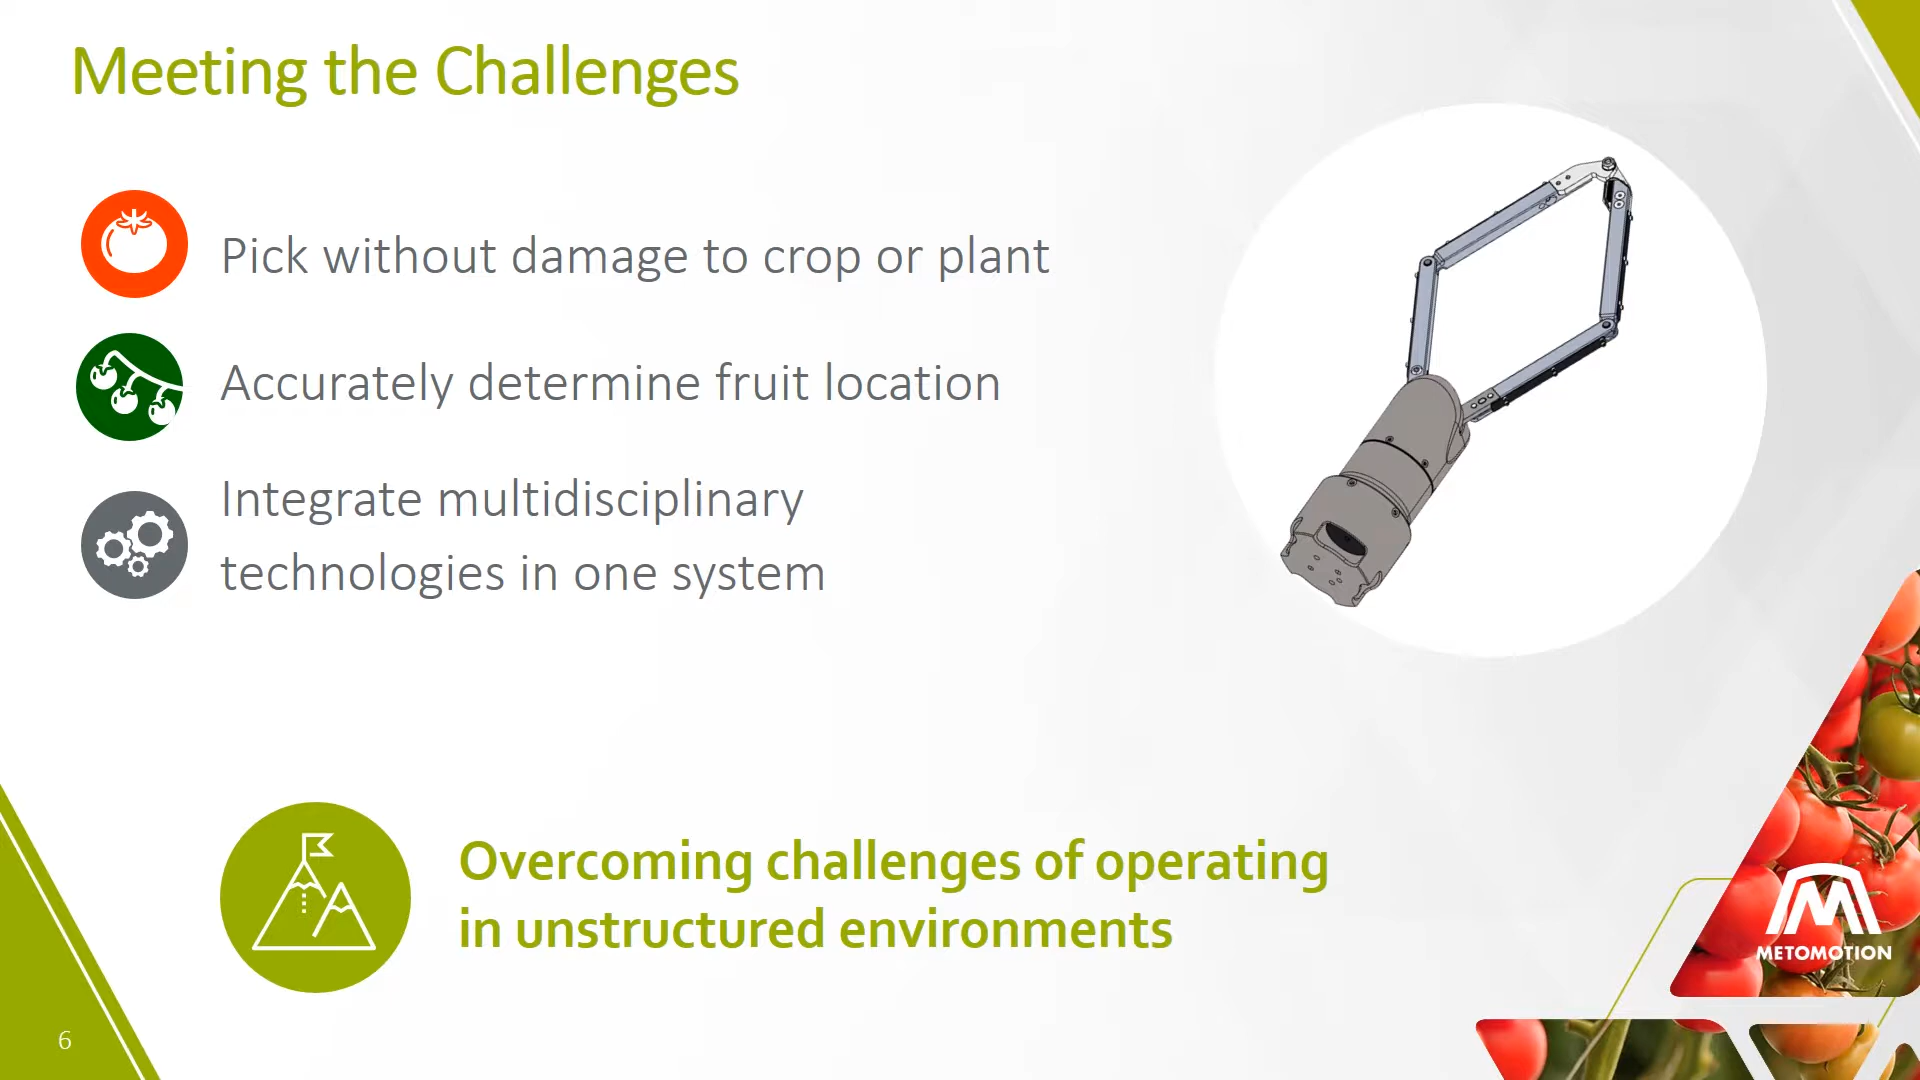 Meeting the Challenges
Pick without damage to crop or plant
Accurately determine fruit location
Integrate multidisciplinary
technologies in one system
Overcoming challenges of operating
in unstructured environments
METOMOTION
6